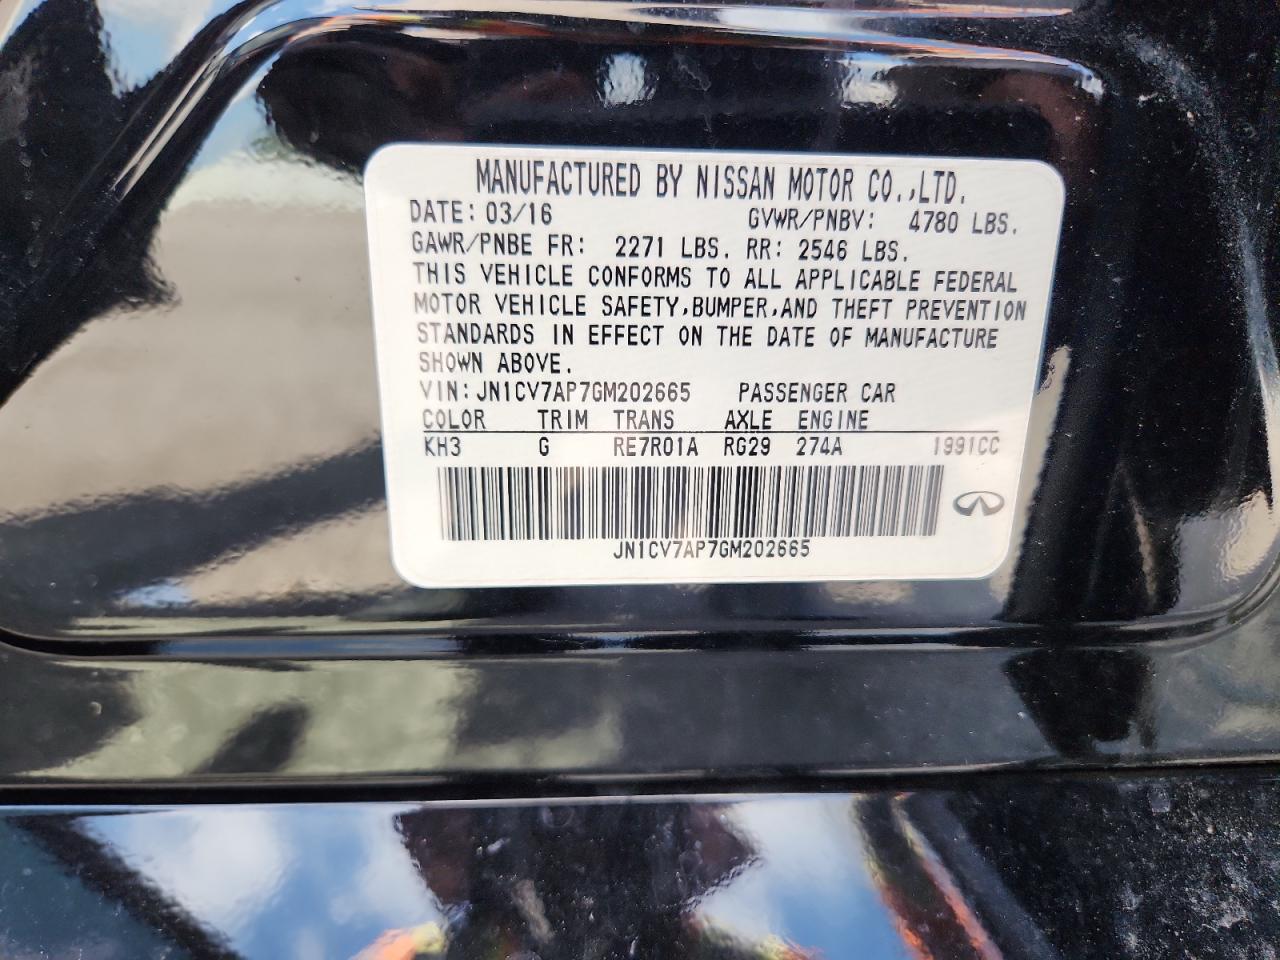 MANUFACTURED BY NISSAN MOTOR CO.,LTD.
DATE: 03/16 GVWR/PNBV: 4780 LBS.
GAWR/PNBE FR: 2271 LBS. RR: 2546 LBS.
THIS VEHICLE CONFORMS TO ALL APPLICABLE FEDERAL
MOTOR VEHICLE SAFETY,BUMPER,AND THEFT PREVENTION
STANDARDS IN EFFECT ON THE DATE OF MANUFACTURE
SHOWN ABOVE.
VIN:JN1CV7AP7GM202665 PASSENGER CAR
COLOR TRIM TRANS AXLE ENGINE
KH3 G RE7R01A RG29 274A 1991CC
JN1CV7AP7GM202665